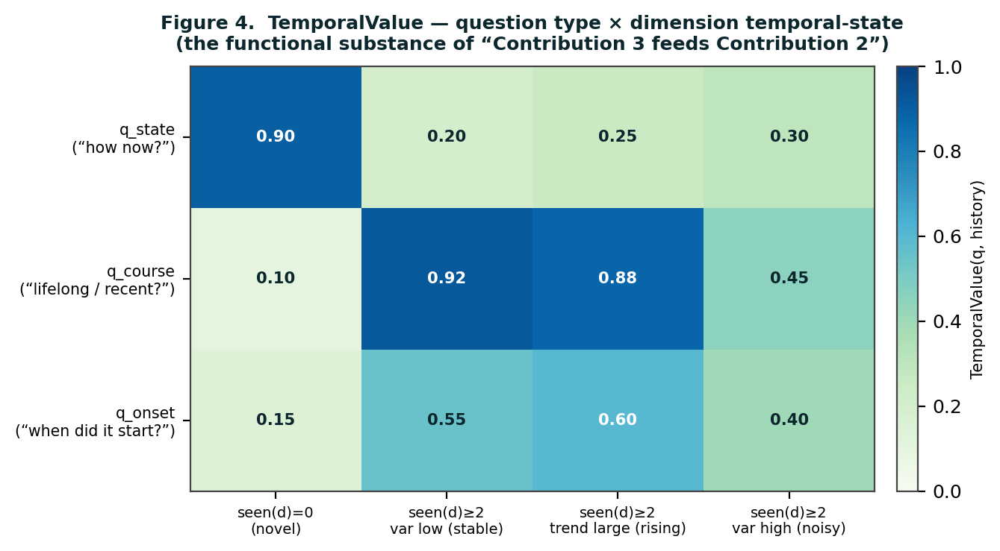 Figure 4.  TemporalValue — question type × dimension temporal-state
(the functional substance of “Contribution 3 feeds Contribution 2”)
q_state
(“how now?”)
0.90
0.20
0.25
0.30
q_course
(“lifelong / recent?”)
0.10
0.92
0.88
0.45
q_onset
(“when did it start?”)
0.15
0.55
0.60
0.40
seen(d)=0
(novel)
seen(d)≥2
var low (stable)
seen(d)≥2
trend large (rising)
seen(d)≥2
var high (noisy)
1.0
0.8
0.6
0.4
0.2
0.0
TemporalValue(q, history)